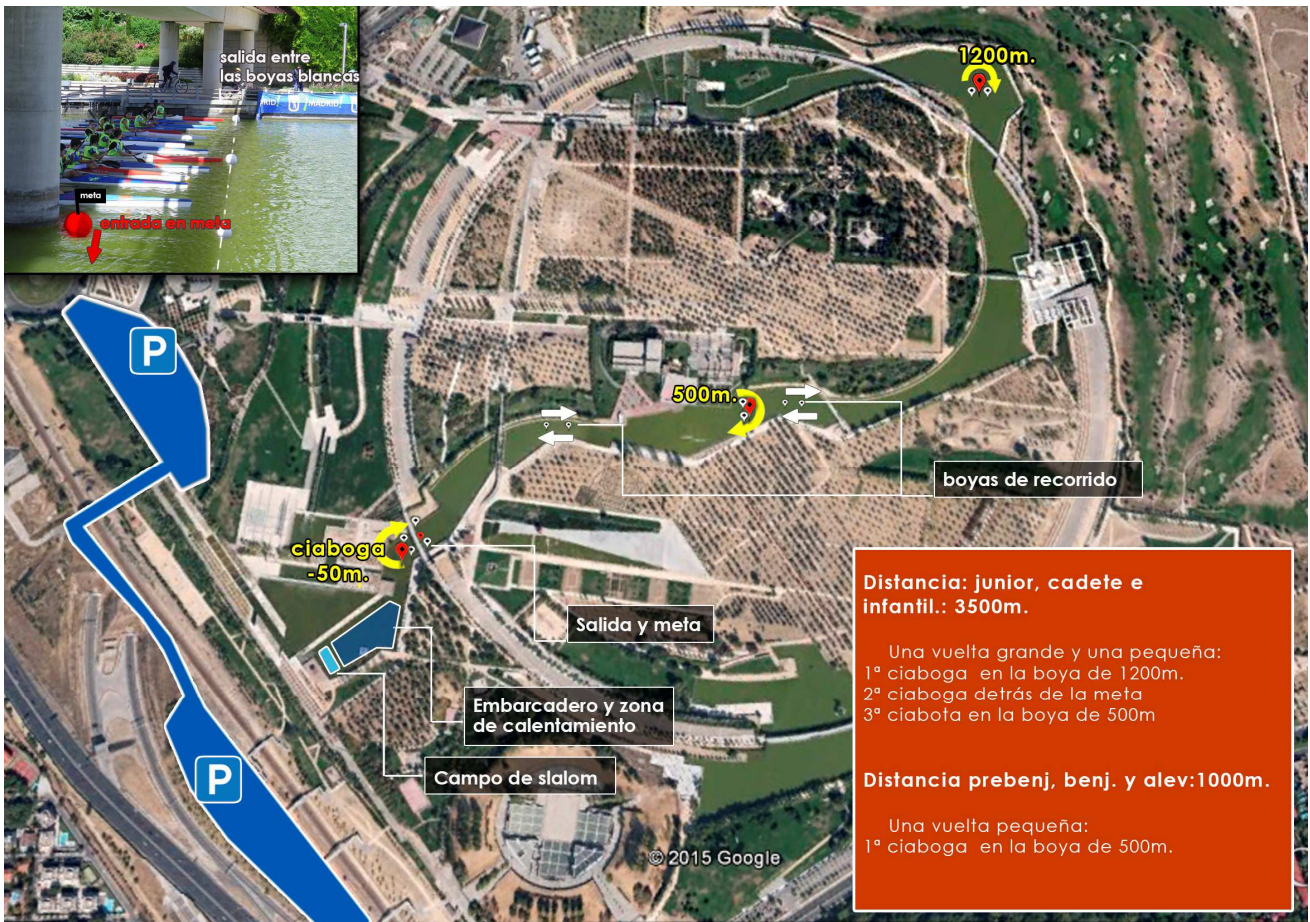 salida entre
las boyas blancas
MADRID
meta
entrada en meta
1200m.
P
500m.
boyas de recorrido
ciaboga
-50m.
Salida y meta
Embarcadero y zona
de calentamiento
P
Campo de slalom
© 2015 Google
Distancia: junior, cadete e
infantil.: 3500m.
Una vuelta grande y una pequeña:
1ª ciaboga en la boya de 1200m.
2ª ciaboga detrás de la meta
3ª ciabota en la boya de 500m
Distancia prebenj, benj. y alev:1000m.
Una vuelta pequeña:
1ª ciaboga en la boya de 500m.